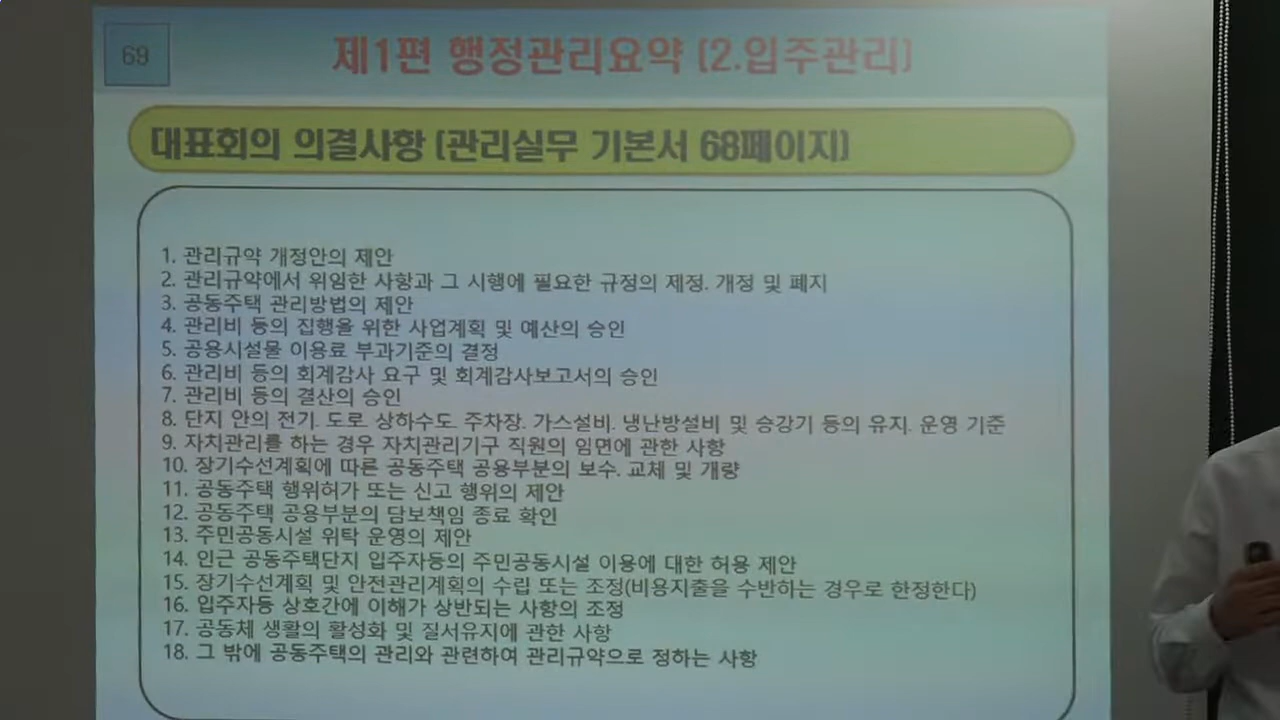 69
제1편 행정관리요약 (2.입주관리)
대표회의 의결사항 (관리실무 기본서 68페이지)
1. 관리규약 개정안의 제안
2. 관리규약에서 위임한 사항과 그 시행에 필요한 규정의 제정. 개정 및 폐지
3. 공동주택 관리방법의 제안
4. 관리비 등의 집행을 위한 사업계획 및 예산의 승인
5. 공용시설물 이용료 부과기준의 결정
6. 관리비 등의 회계감사 요구 및 회계감사보고서의 승인
7. 관리비 등의 결산의 승인
8. 단지 안의 전기. 도로. 상하수도. 주차장. 가스설비. 냉난방설비 및 승강기 등의 유지. 운영 기준
9. 자치관리를 하는 경우 자치관리기구 직원의 임면에 관한 사항
10. 장기수선계획에 따른 공동주택 공용부분의 보수. 교체 및 개량
11. 공동주택 행위허가 또는 신고 행위의 제안
12. 공동주택 공용부분의 담보책임 종료 확인
13. 주민공동시설 위탁 운영의 제안
14. 인근 공동주택단지 입주자등의 주민공동시설 이용에 대한 허용 제안
15. 장기수선계획 및 안전관리계획의 수립 또는 조정(비용지출을 수반하는 경우로 한정한다)
16. 입주자등 상호간에 이해가 상반되는 사항의 조정
17. 공동체 생활의 활성화 및 질서유지에 관한 사항
18. 그 밖에 공동주택의 관리와 관련하여 관리규약으로 정하는 사항